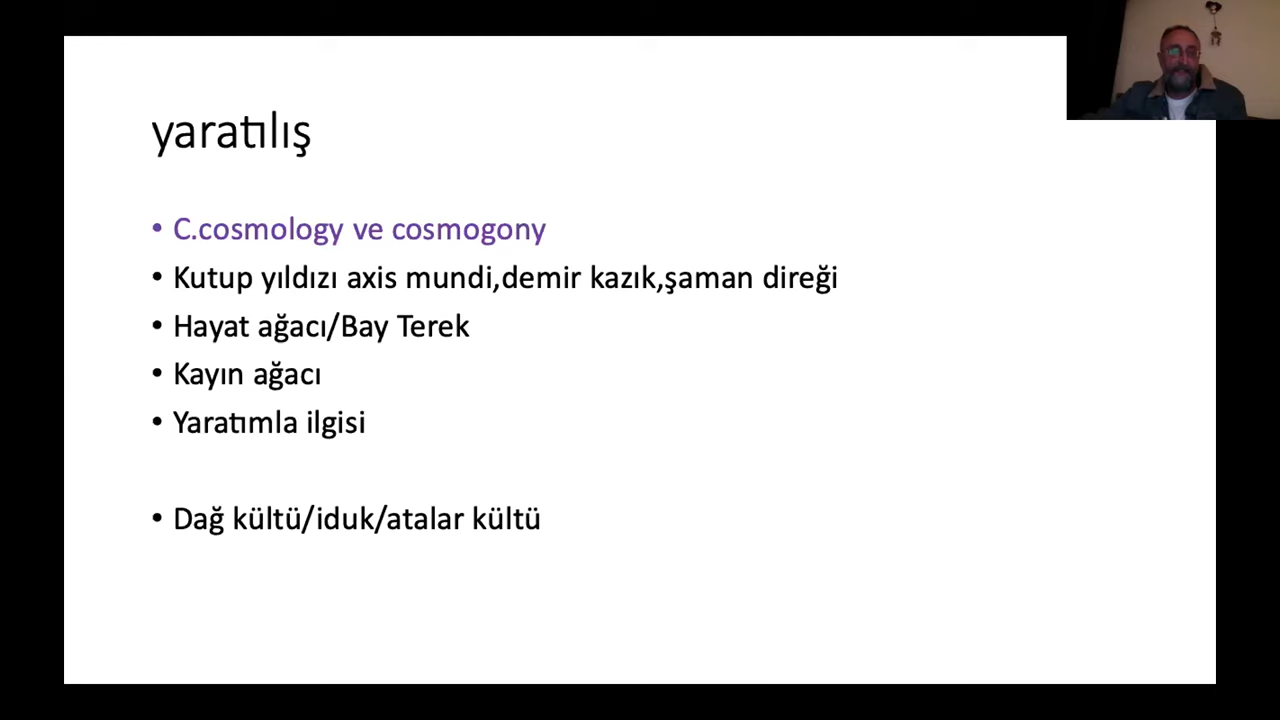 yaratılış
• C.cosmology ve cosmogony
• Kutup yıldızı axis mundi,demir kazık,şaman direği
• Hayat ağacı/Bay Terek
• Kayın ağacı
• Yaratımla ilgisi
• Dağ kültü/iduk/atalar kültü